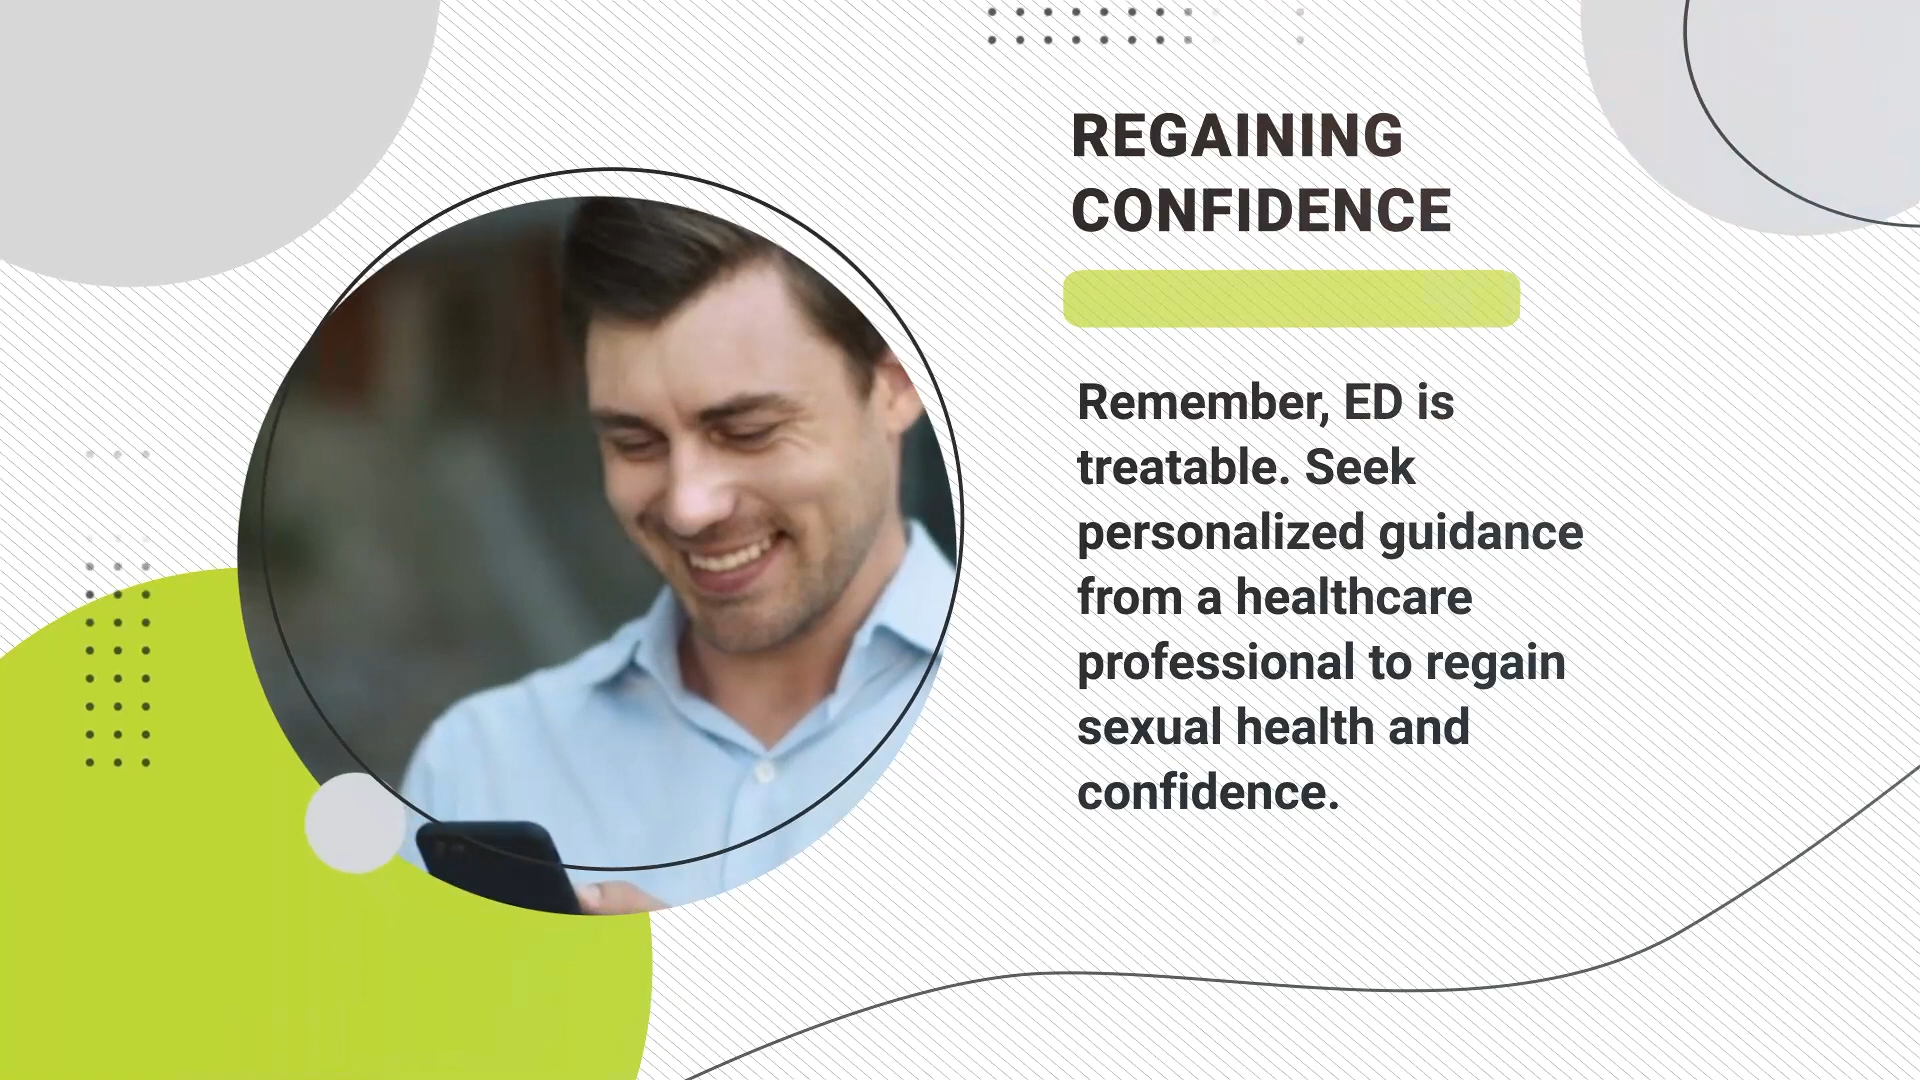 REGAINING
CONFIDENCE
Remember, ED is
treatable. Seek
personalized guidance
from a healthcare
professional to regain
sexual health and
confidence.